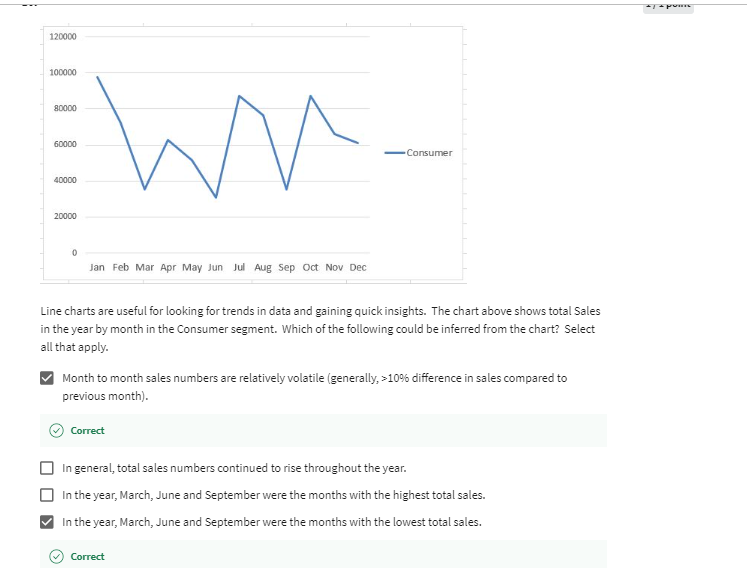 1 / 1 point
120000
100000
80000
60000
40000
20000
0
Jan Feb Mar Apr May Jun Jul Aug Sep Oct Nov Dec
Consumer
Line charts are useful for looking for trends in data and gaining quick insights. The chart above shows total Sales
in the year by month in the Consumer segment. Which of the following could be inferred from the chart? Select
all that apply.
Month to month sales numbers are relatively volatile (generally, >10% difference in sales compared to
previous month).
Correct
In general, total sales numbers continued to rise throughout the year.
In the year, March, June and September were the months with the highest total sales.
In the year, March, June and September were the months with the lowest total sales.
Correct